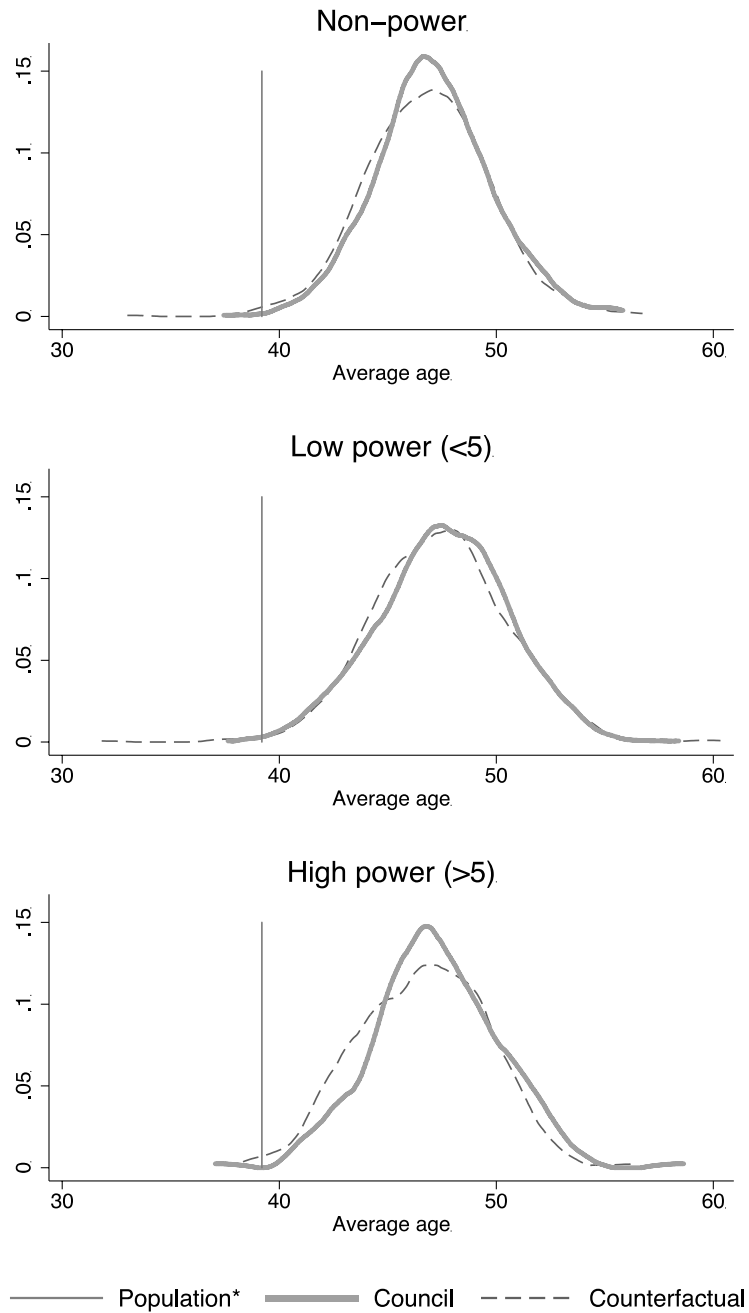 Non−power
.15
.1
.05
0
30 40 50 60
Average age
Low power (<5)
.15
.1
.05
0
30 40 50 60
Average age
High power (>5)
.15
.1
.05
0
30 40 50 60
Average age
Population* Council Counterfactual